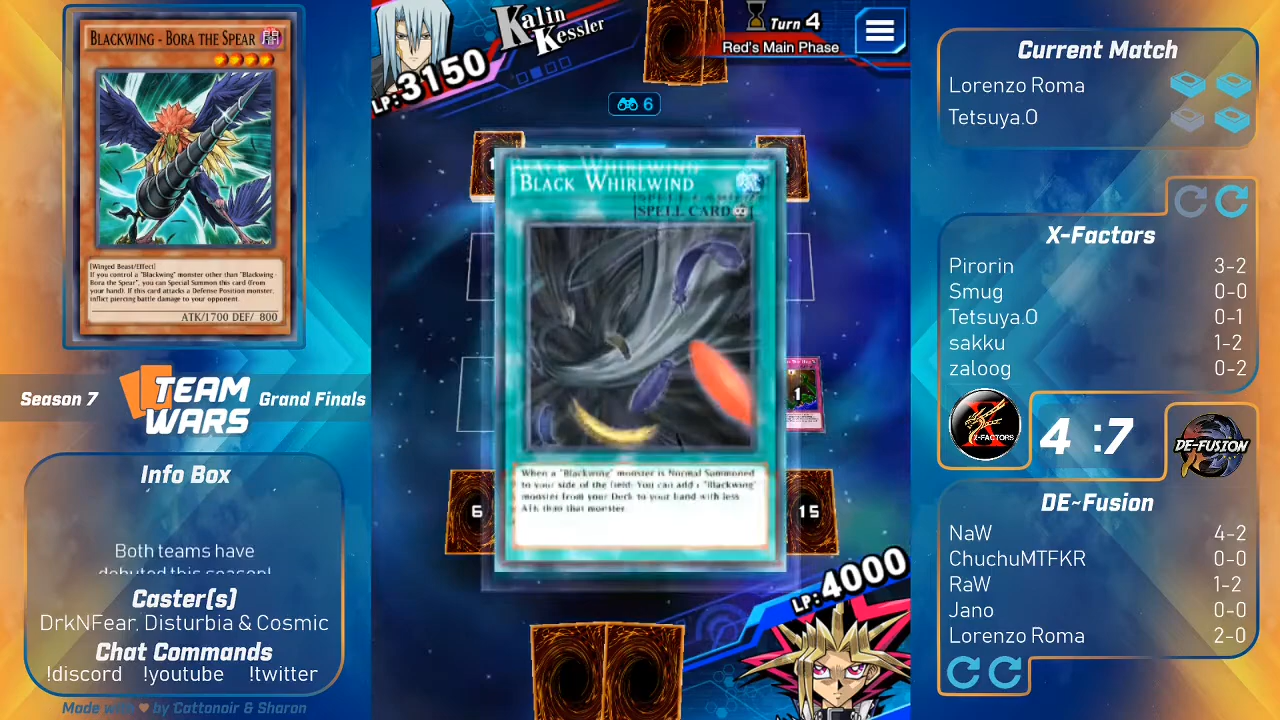 BLACKWING - BORA THE SPEAR
[Winged Beast/Effect]
If you control a "Blackwing" monster other than "Blackwing - Bora the Spear", you can Special Summon this card (from your hand). If this card attacks a Defense Position monster, inflict piercing battle damage to your opponent.
ATK/1700 DEF/ 800
Season 7
TEAM
WARS
Grand Finals
Info Box
Both teams have
debuted this season!
Caster(s)
DrkNFear, Disturbia & Cosmic
Chat Commands
!discord !youtube !twitter
Made with ♥ by Cattonoir & Sharon
Kalin
Kessler
LP:3150
Turn 4
Red's Main Phase
6
BLACK WHIRLWIND
[SPELL CARD]
When a "Blackwing" monster is Normal Summoned
to your side of the field: You can add 1 "Blackwing"
monster from your Deck to your hand with less
ATK than that monster.
1
6
15
LP:4000
Current Match
Lorenzo Roma
Tetsuya.O
X-Factors
Pirorin 3-2
Smug 0-0
Tetsuya.O 0-1
sakku 1-2
zaloog 0-2
X-FACTORS
4 :7
DE-FUSION
DE~Fusion
NaW 4-2
ChuchuMTFKR 0-0
RaW 1-2
Jano 0-0
Lorenzo Roma 2-0